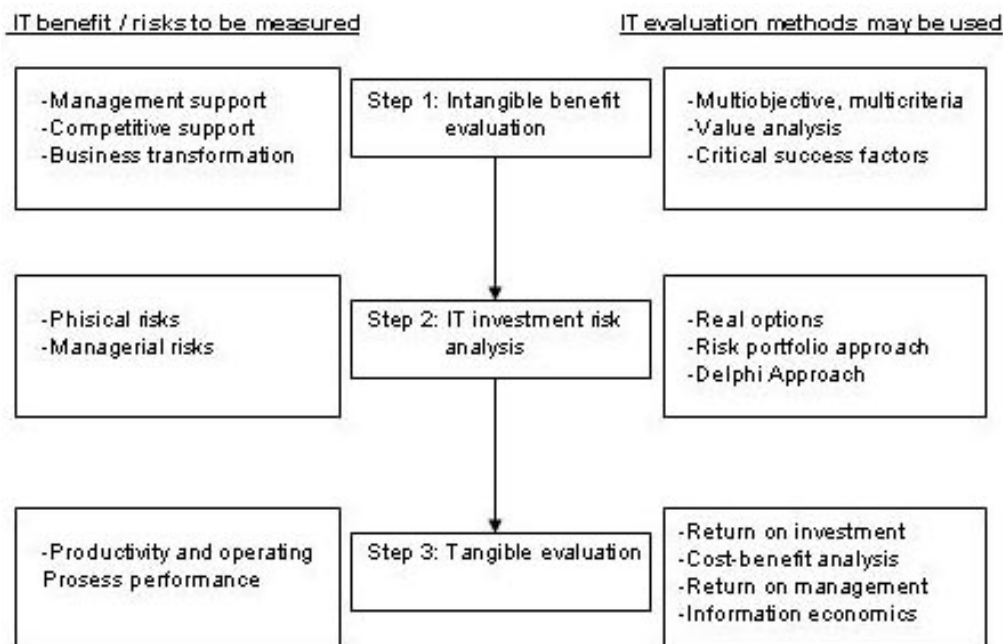 IT benefit / risks to be measured
IT evaluation methods may be used
-Management support
-Competitive support
-Business transformation
Step 1: Intangible benefit
evaluation
-Multiobjective, multicriteria
-Value analysis
-Critical success factors
-Phisical risks
-Managerial risks
Step 2: IT investment risk
analysis
-Real options
-Risk portfolio approach
-Delphi Approach
-Productivity and operating
Prosess performance
Step 3: Tangible evaluation
-Return on investment
-Cost-benefit analysis
-Return on management
-Information economics